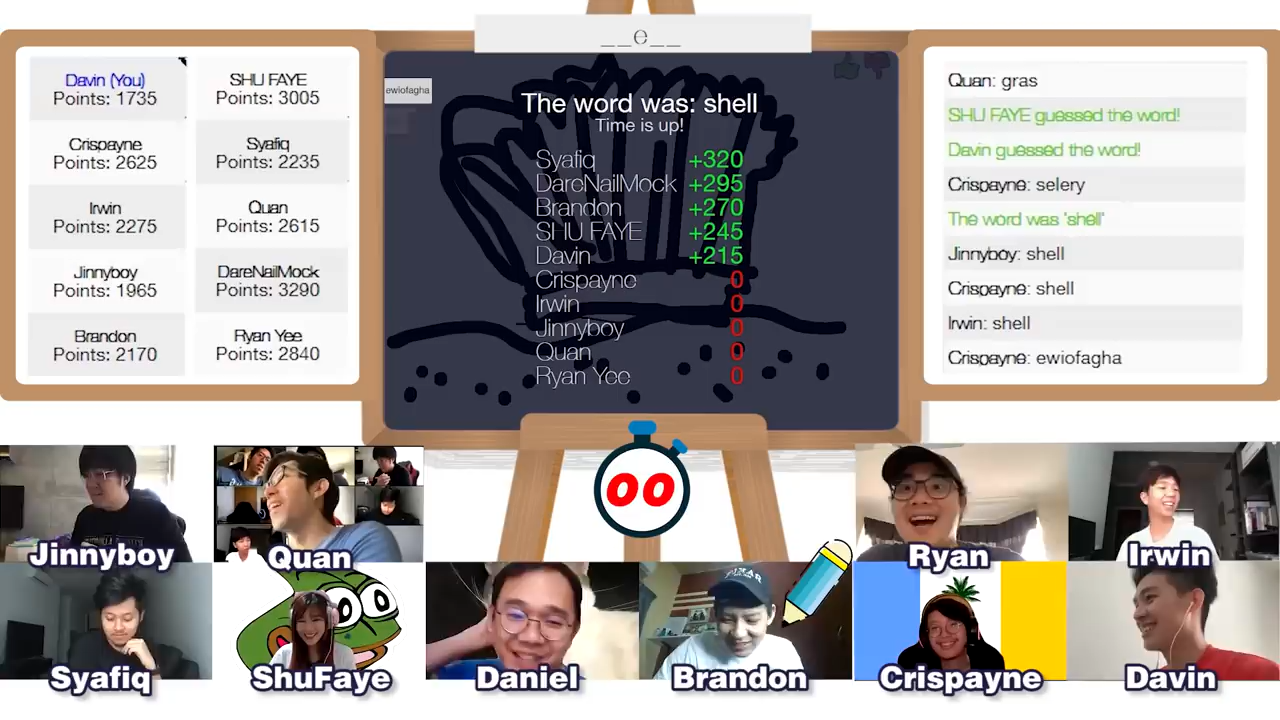 __e__
Davin (You)
Points: 1735
SHU FAYE
Points: 3005
Crispayne
Points: 2625
Syafiq
Points: 2235
Irwin
Points: 2275
Quan
Points: 2615
Jinnyboy
Points: 1965
DareNailMock
Points: 3290
Brandon
Points: 2170
Ryan Yee
Points: 2840
ewiofagha
The word was: shell
Time is up!
Syafiq +320
DareNailMock +295
Brandon +270
SHU FAYE +245
Davin +215
Crispayne 0
Irwin 0
Jinnyboy 0
Quan 0
Ryan Yee 0
Quan: gras
SHU FAYE guessed the word!
Davin guessed the word!
Crispayne: selery
The word was 'shell'
Jinnyboy: shell
Crispayne: shell
Irwin: shell
Crispayne: ewiofagha
00
Jinnyboy
Quan
Ryan
Irwin
Syafiq
ShuFaye
Daniel
Brandon
Crispayne
Davin